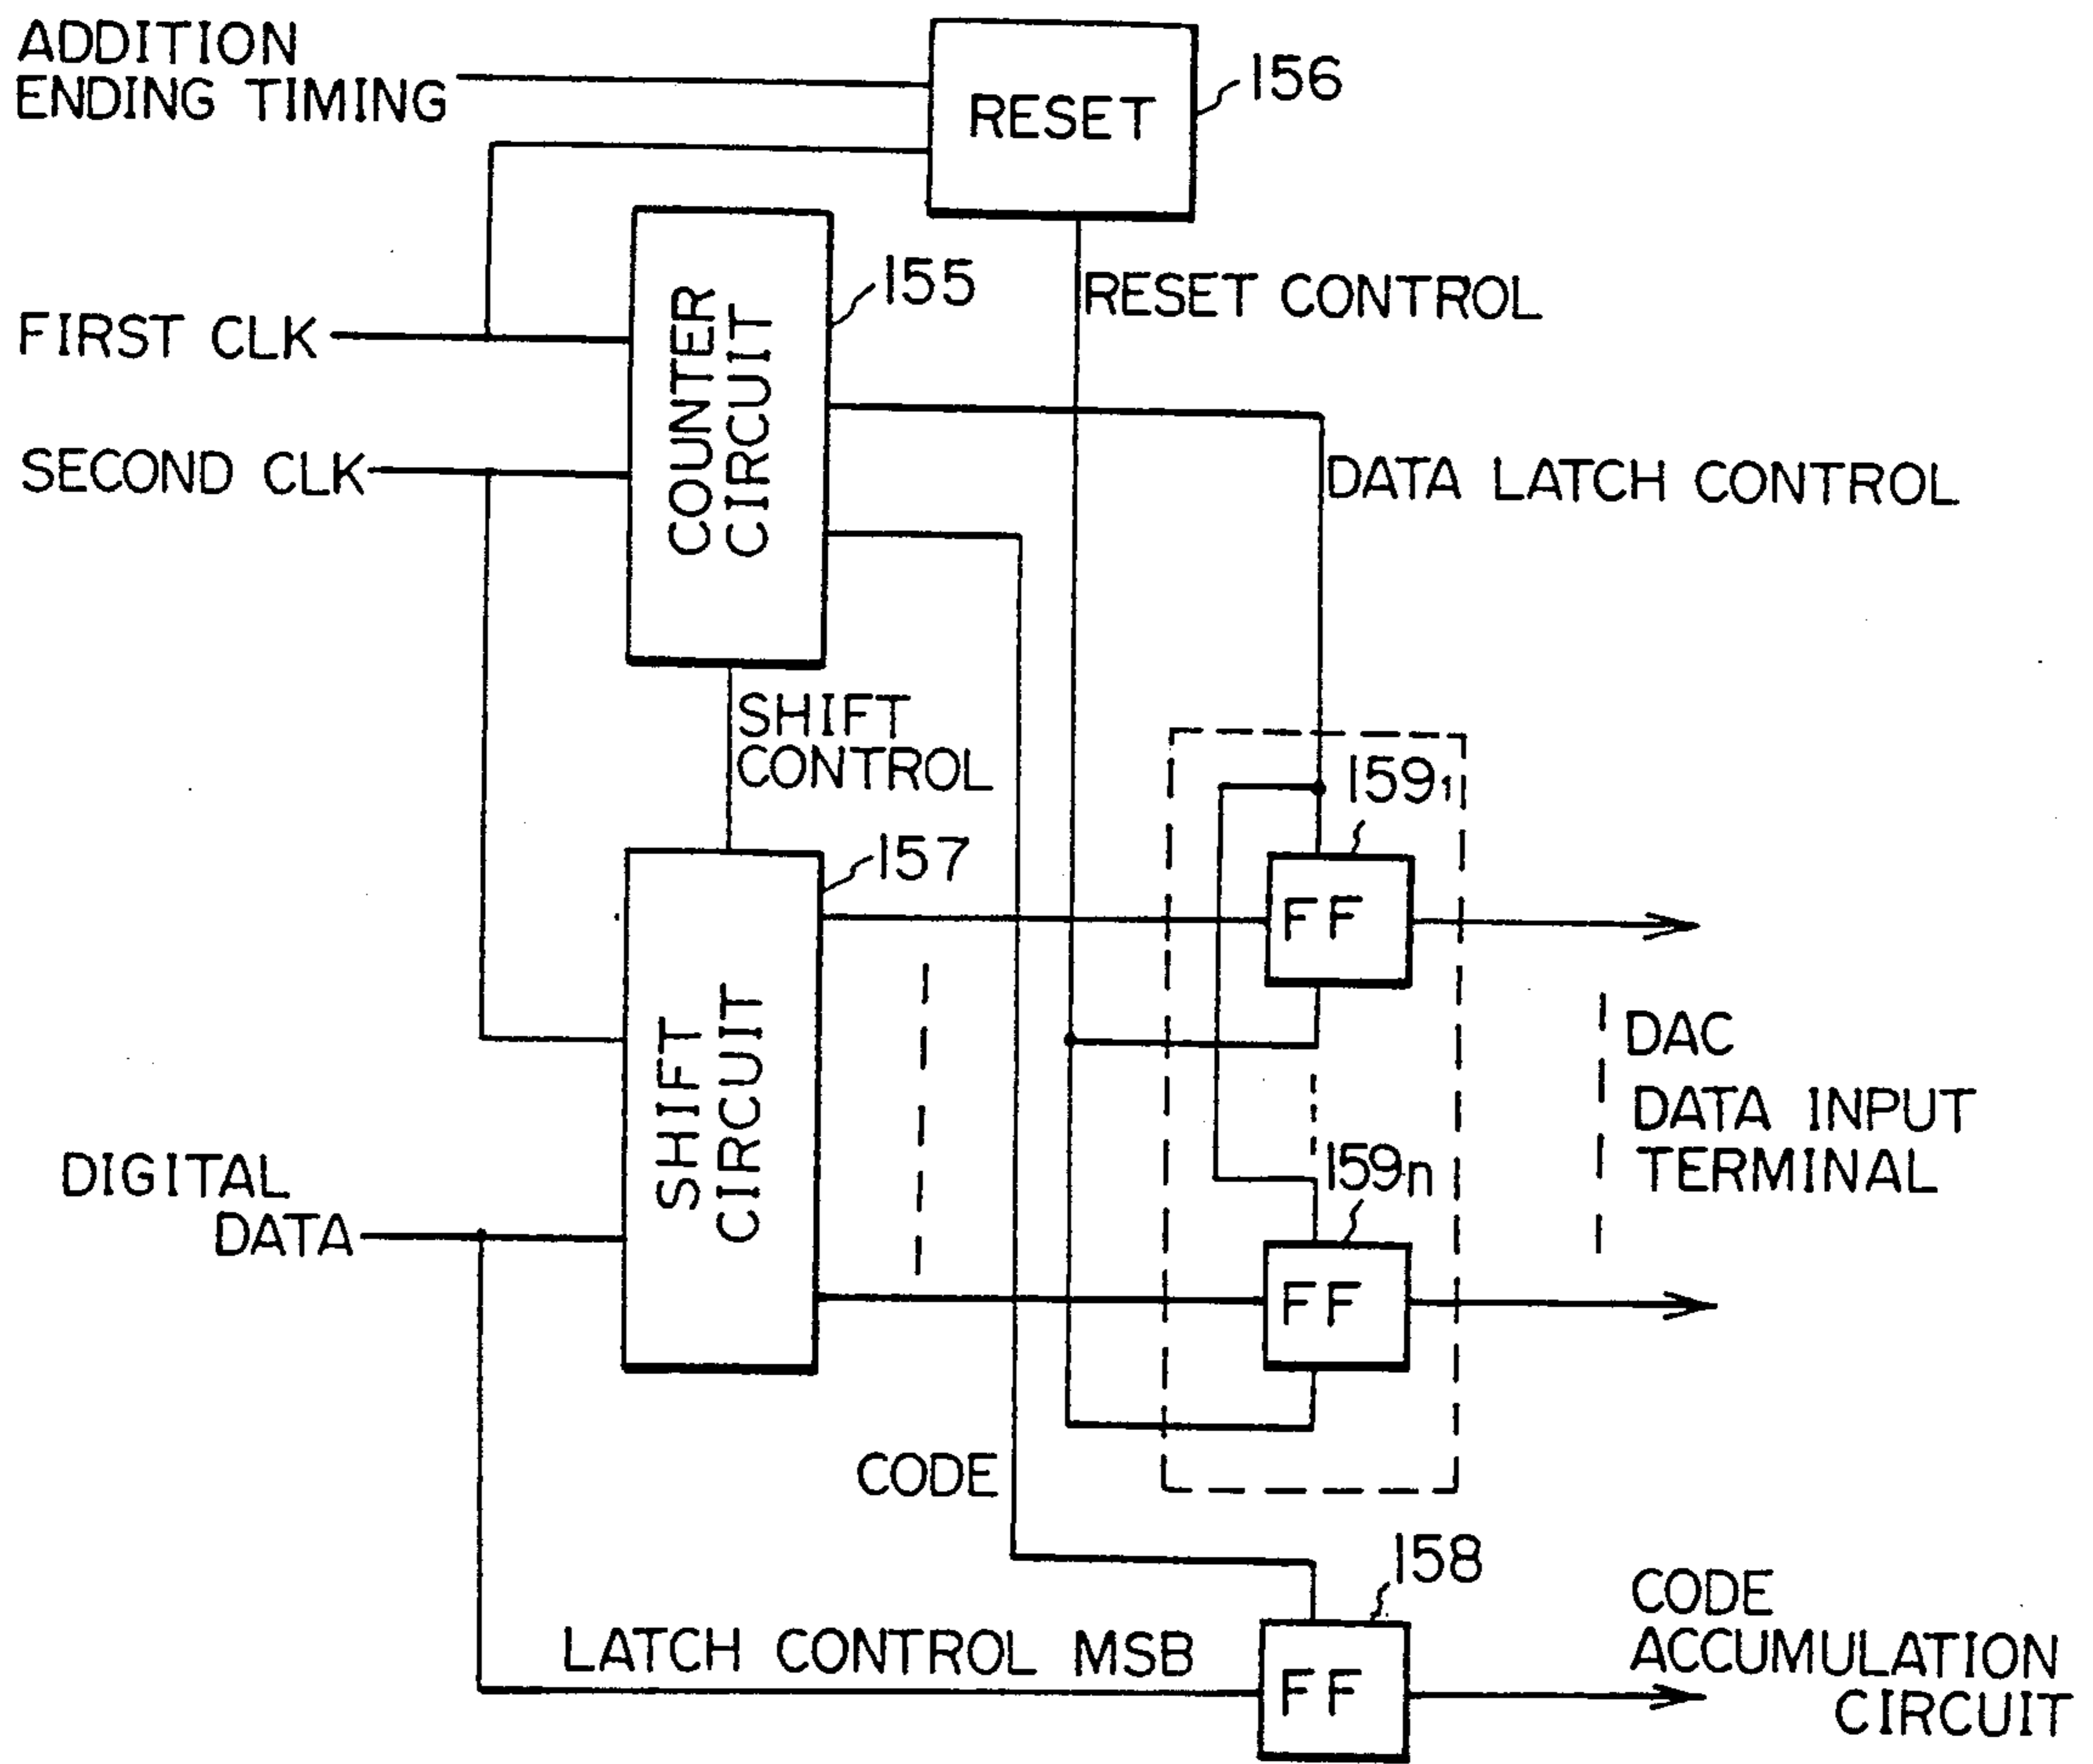 ADDITION
ENDING TIMING
RESET
156
155
RESET CONTROL
FIRST CLK
COUNTER
CIRCUIT
SECOND CLK
DATA LATCH CONTROL
SHIFT
CONTROL
159₁
157
FF
SHIFT
CIRCUIT
DAC
DATA INPUT
TERMINAL
DIGITAL
DATA
159n
FF
CODE
158
LATCH CONTROL MSB
FF
CODE
ACCUMULATION
CIRCUIT